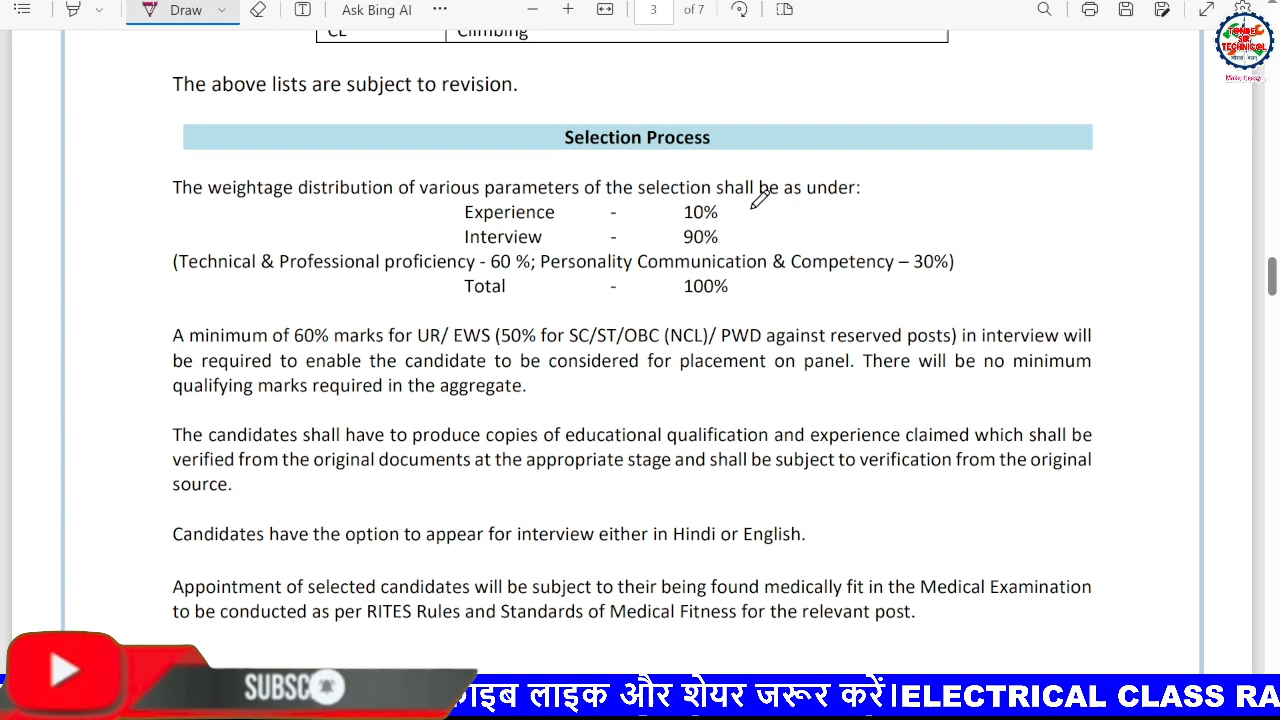 Draw
Ask Bing AI
3
of 7
TONDE
SIR
TECHNICOL
CL Climbing
The above lists are subject to revision.
Selection Process
The weightage distribution of various parameters of the selection shall be as under:
Experience - 10%
Interview - 90%
(Technical & Professional proficiency - 60 %; Personality Communication & Competency – 30%)
Total - 100%
A minimum of 60% marks for UR/ EWS (50% for SC/ST/OBC (NCL)/ PWD against reserved posts) in interview will
be required to enable the candidate to be considered for placement on panel. There will be no minimum
qualifying marks required in the aggregate.
The candidates shall have to produce copies of educational qualification and experience claimed which shall be
verified from the original documents at the appropriate stage and shall be subject to verification from the original
source.
Candidates have the option to appear for interview either in Hindi or English.
Appointment of selected candidates will be subject to their being found medically fit in the Medical Examination
to be conducted as per RITES Rules and Standards of Medical Fitness for the relevant post.
SUBSC
लाइक और शेयर जरूर करें।ELECTRICAL CLASS RA